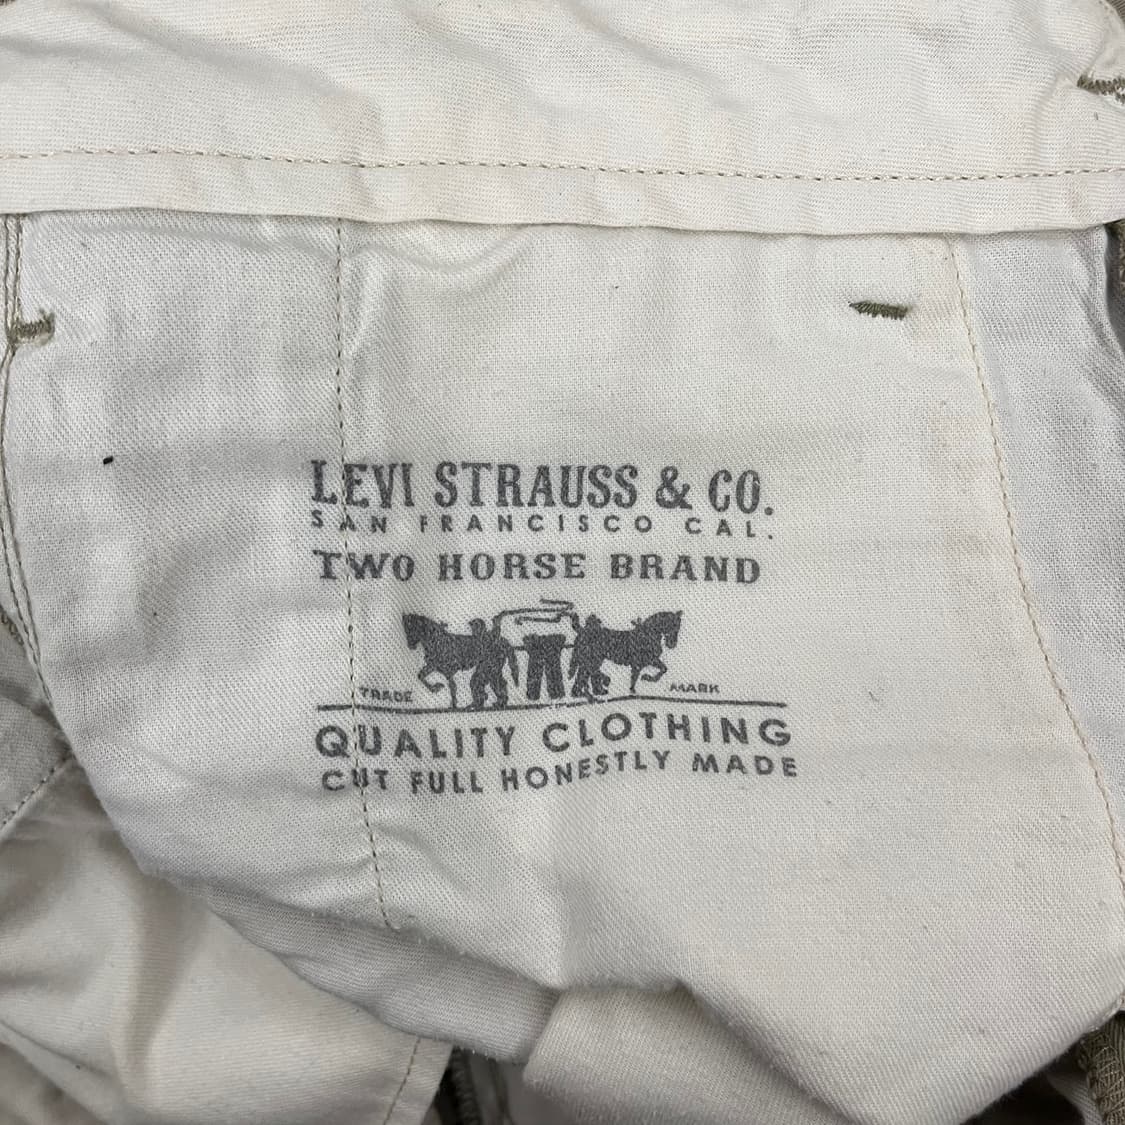 LEVI STRAUSS & CO.
SAN FRANCISCO CAL.
TWO HORSE BRAND
TRADE MARK
QUALITY CLOTHING
CUT FULL HONESTLY MADE